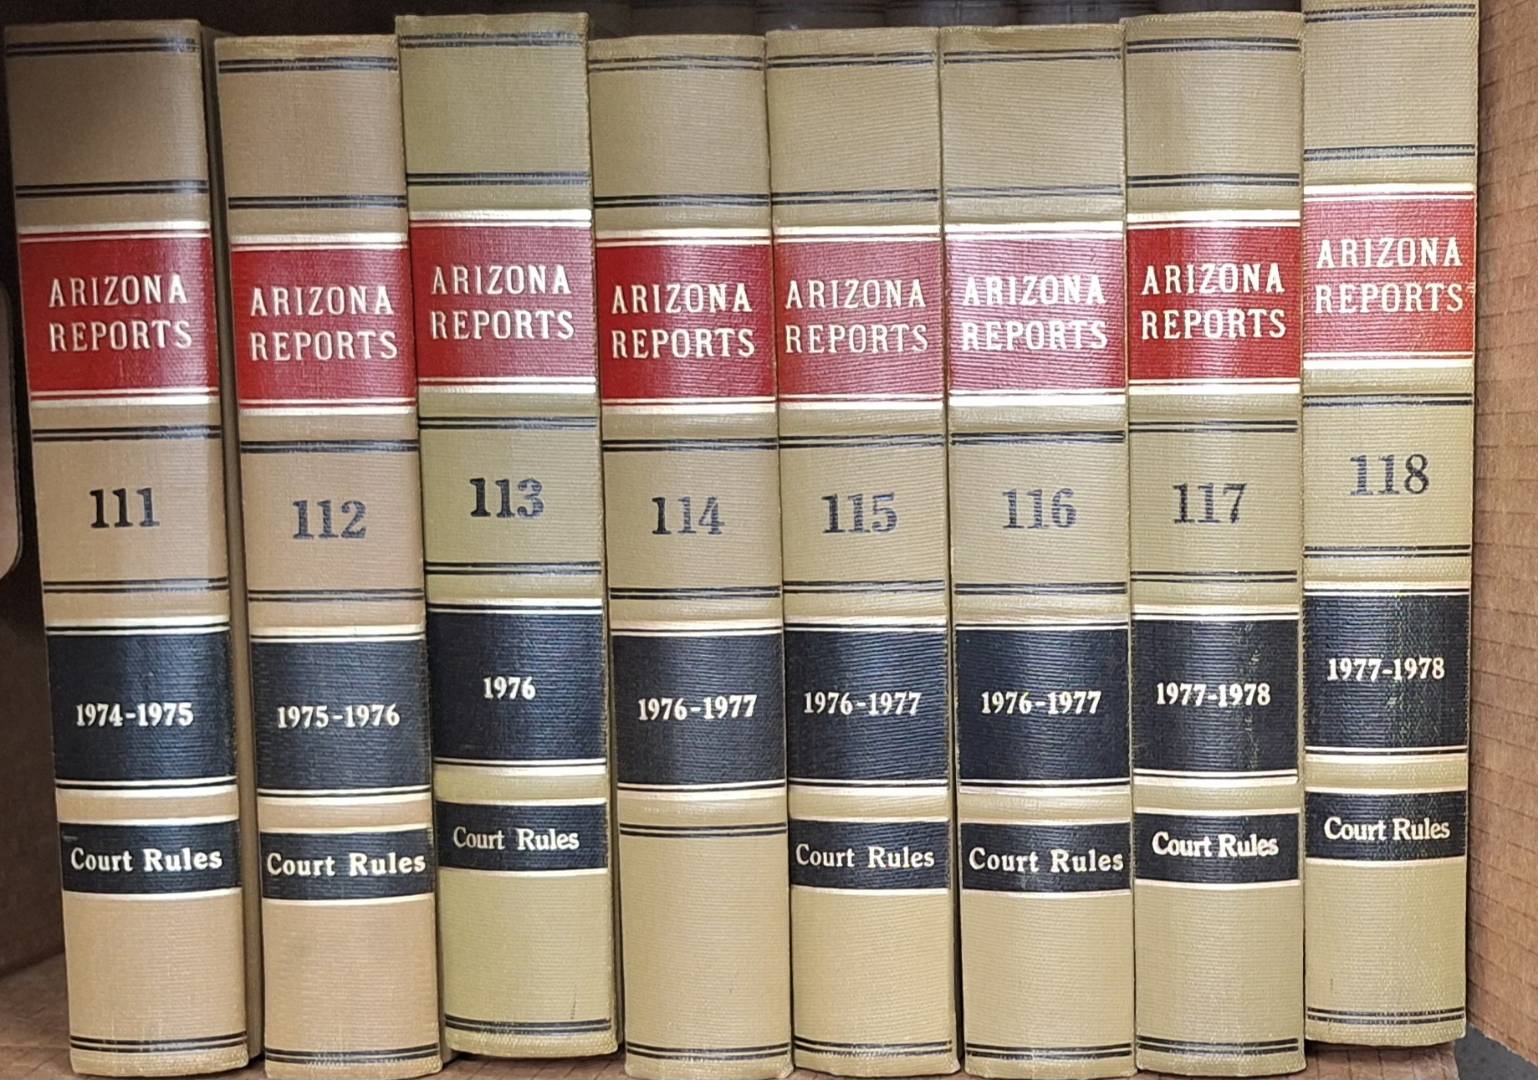 ARIZONA
REPORTS
111
1974-1975
Court Rules
ARIZONA
REPORTS
112
1975-1976
Court Rules
ARIZONA
REPORTS
113
1976
Court Rules
ARIZONA
REPORTS
114
1976-1977
ARIZONA
REPORTS
115
1976-1977
Court Rules
ARIZONA
REPORTS
116
1976-1977
Court Rules
ARIZONA
REPORTS
117
1977-1978
Court Rules
ARIZONA
REPORTS
118
1977-1978
Court Rules